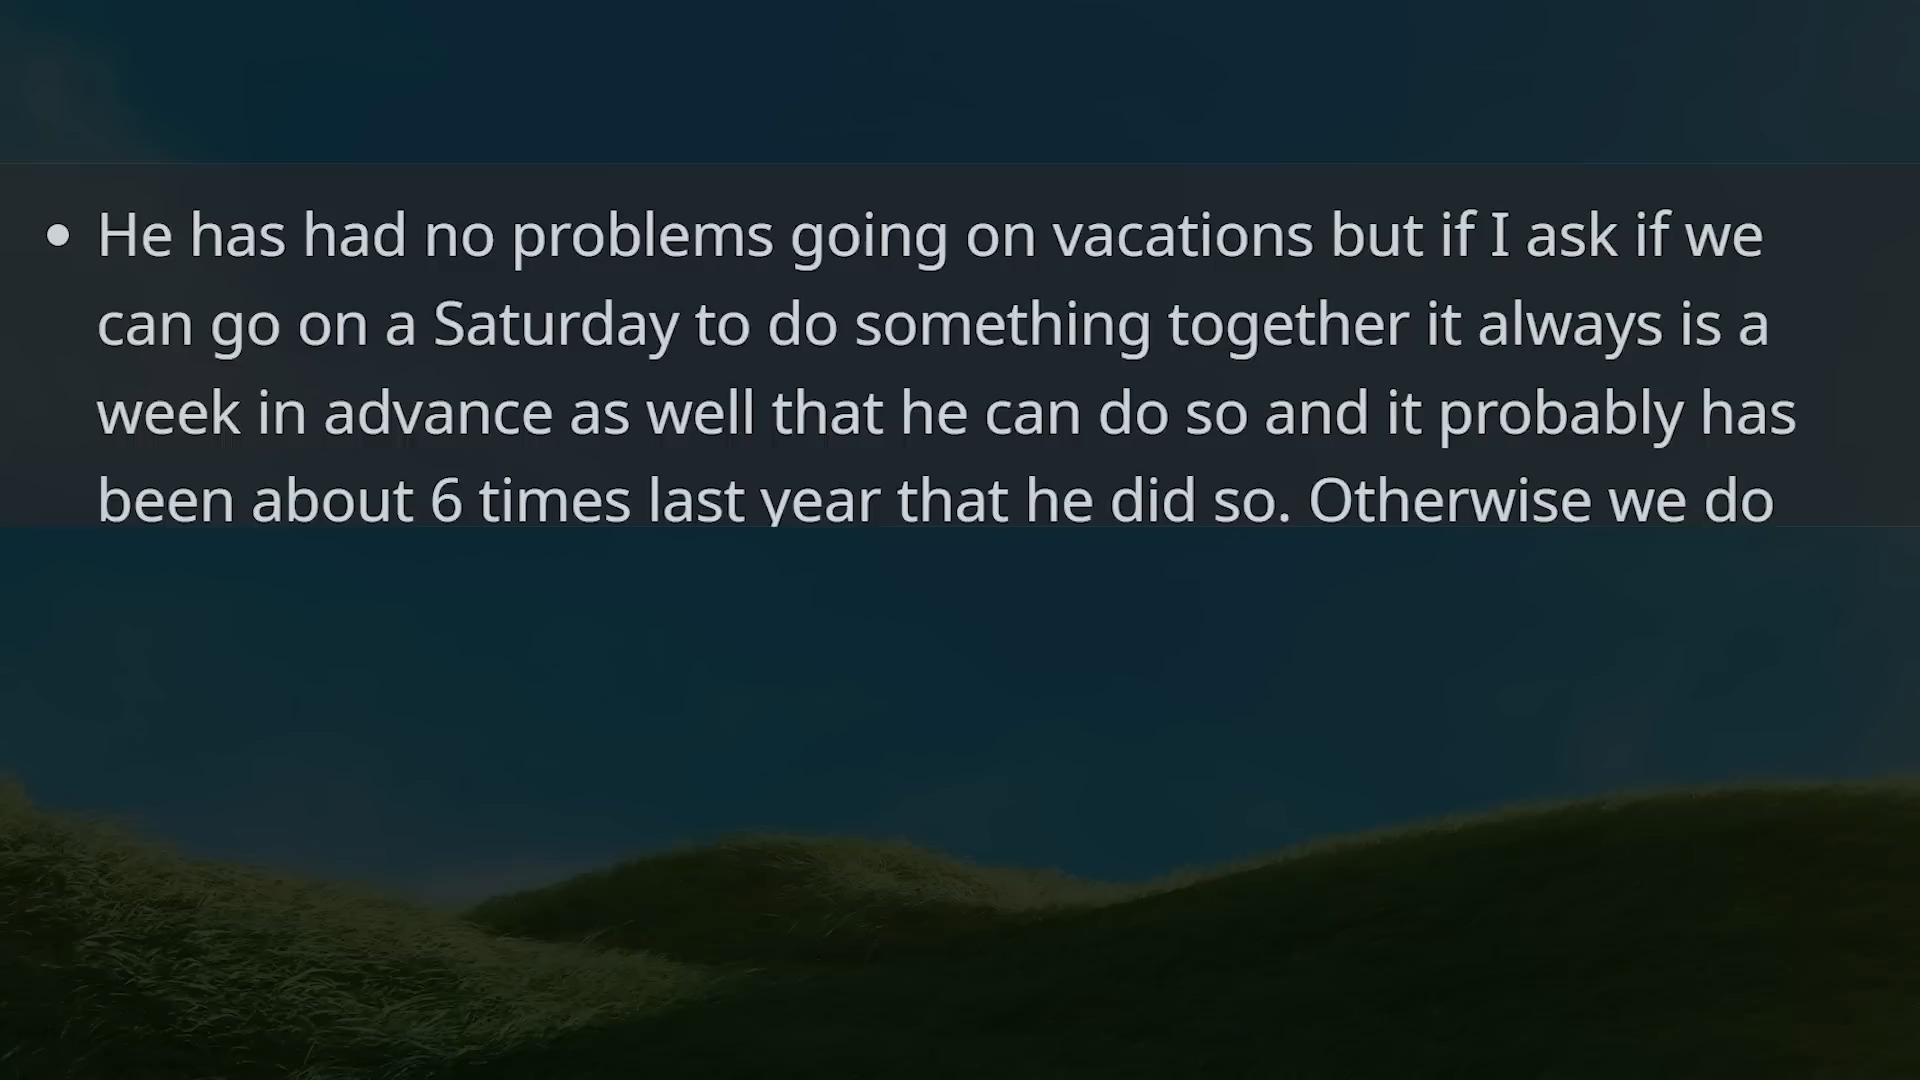 • He has had no problems going on vacations but if I ask if we
can go on a Saturday to do something together it always is a
week in advance as well that he can do so and it probably has
been about 6 times last year that he did so. Otherwise we do